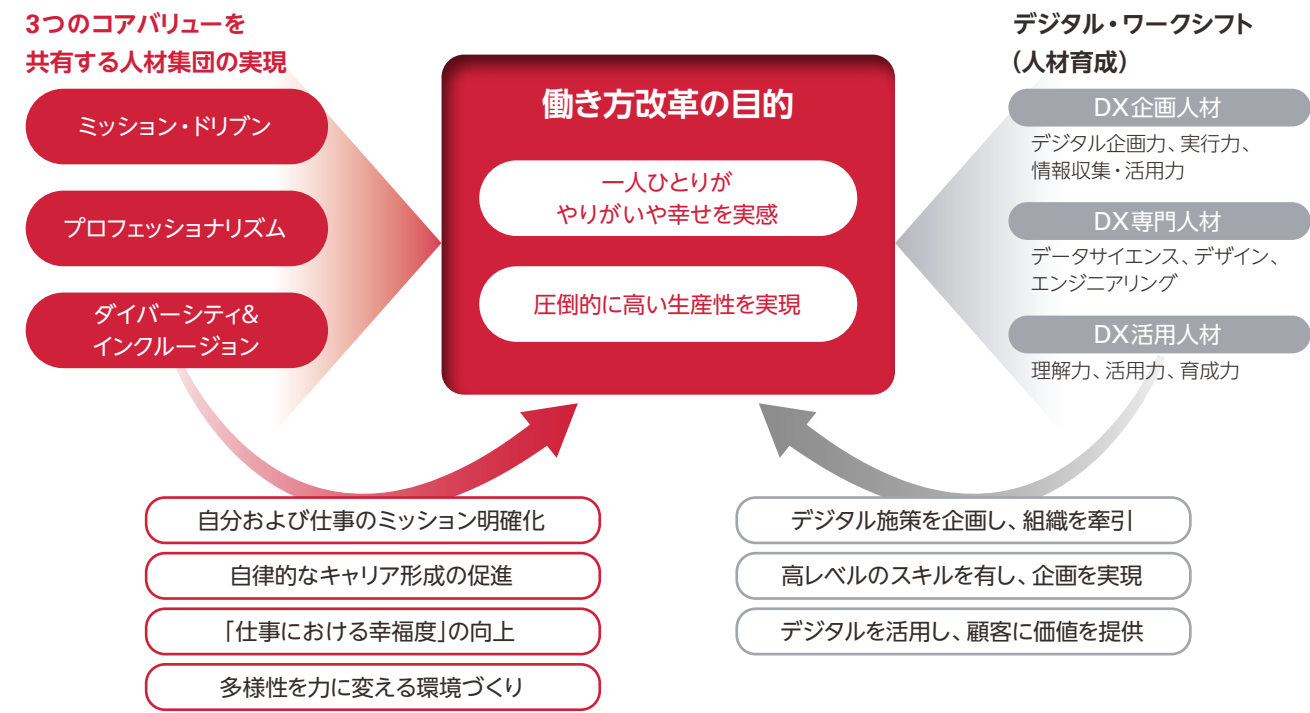 3つのコアバリューを
共有する人材集団の実現
ミッション・ドリブン
プロフェッショナリズム
ダイバーシティ&
インクルージョン
働き方改革の目的
一人ひとりが
やりがいや幸せを実感
圧倒的に高い生産性を実現
デジタル・ワークシフト
(人材育成)
DX企画人材
デジタル企画力、実行力、
情報収集・活用力
DX専門人材
データサイエンス、デザイン、
エンジニアリング
DX活用人材
理解力、活用力、育成力
自分および仕事のミッション明確化
自律的なキャリア形成の促進
「仕事における幸福度」の向上
多様性を力に変える環境づくり
デジタル施策を企画し、組織を牽引
高レベルのスキルを有し、企画を実現
デジタルを活用し、顧客に価値を提供